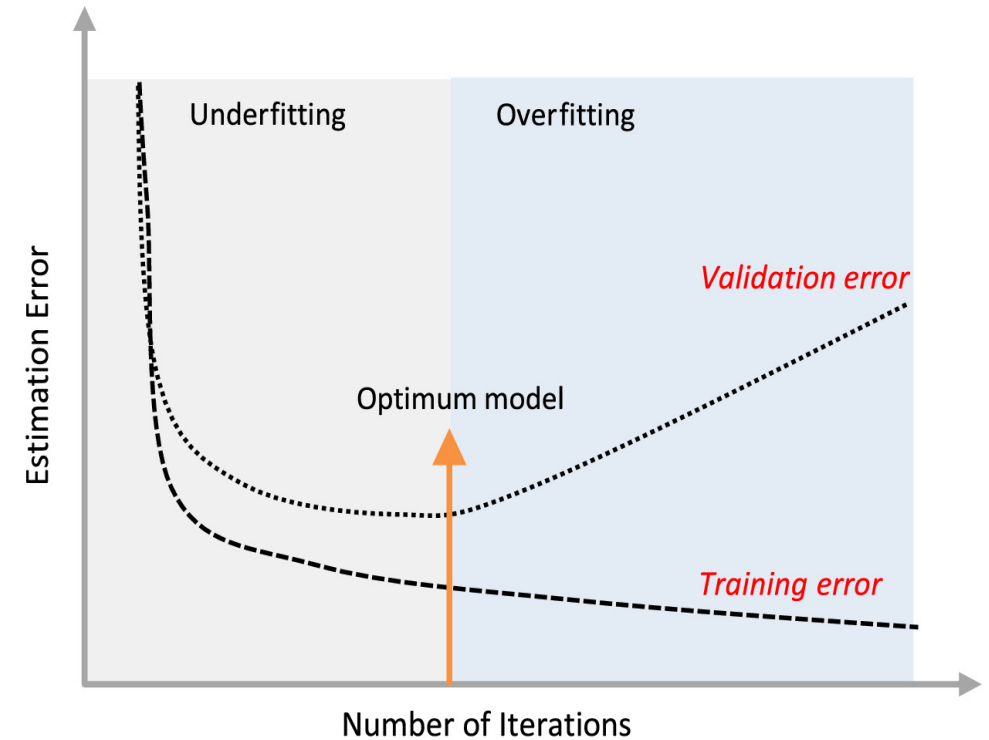 Underfitting
Overfitting
Validation error
Optimum model
Training error
Estimation Error
Number of Iterations